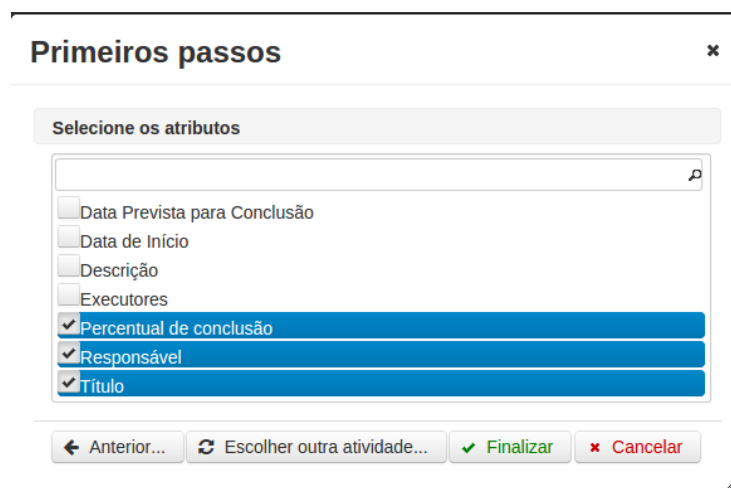 Primeiros passos
Selecione os atributos
Data Prevista para Conclusão
Data de Início
Descrição
Executores
Percentual de conclusão
Responsável
Título
Anterior... Escolher outra atividade... Finalizar Cancelar